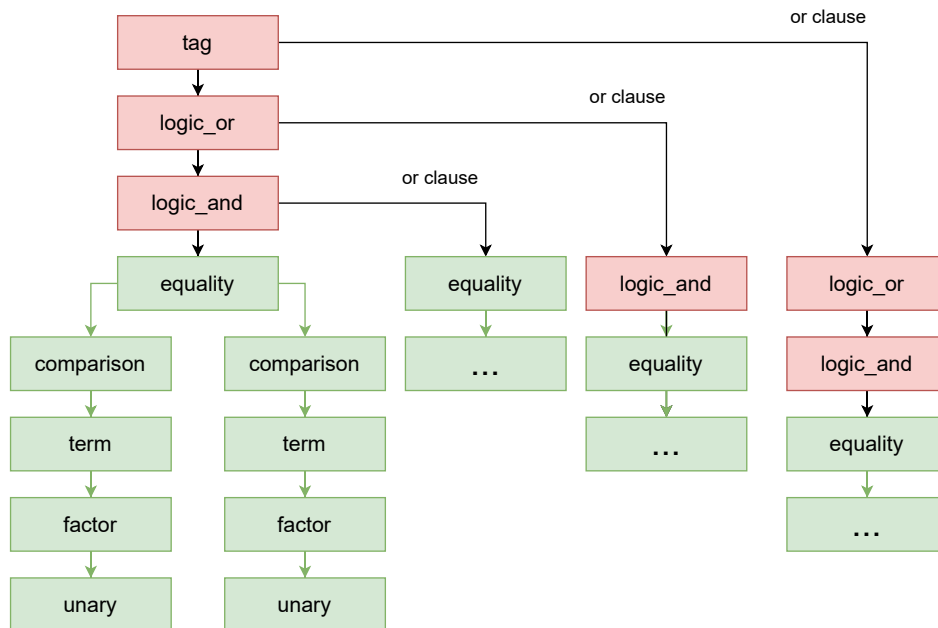 or clause
tag
or clause
logic_or
or clause
logic_and
equality
equality
logic_and
logic_or
comparison
comparison
...
equality
logic_and
term
term
...
equality
factor
factor
...
unary
unary